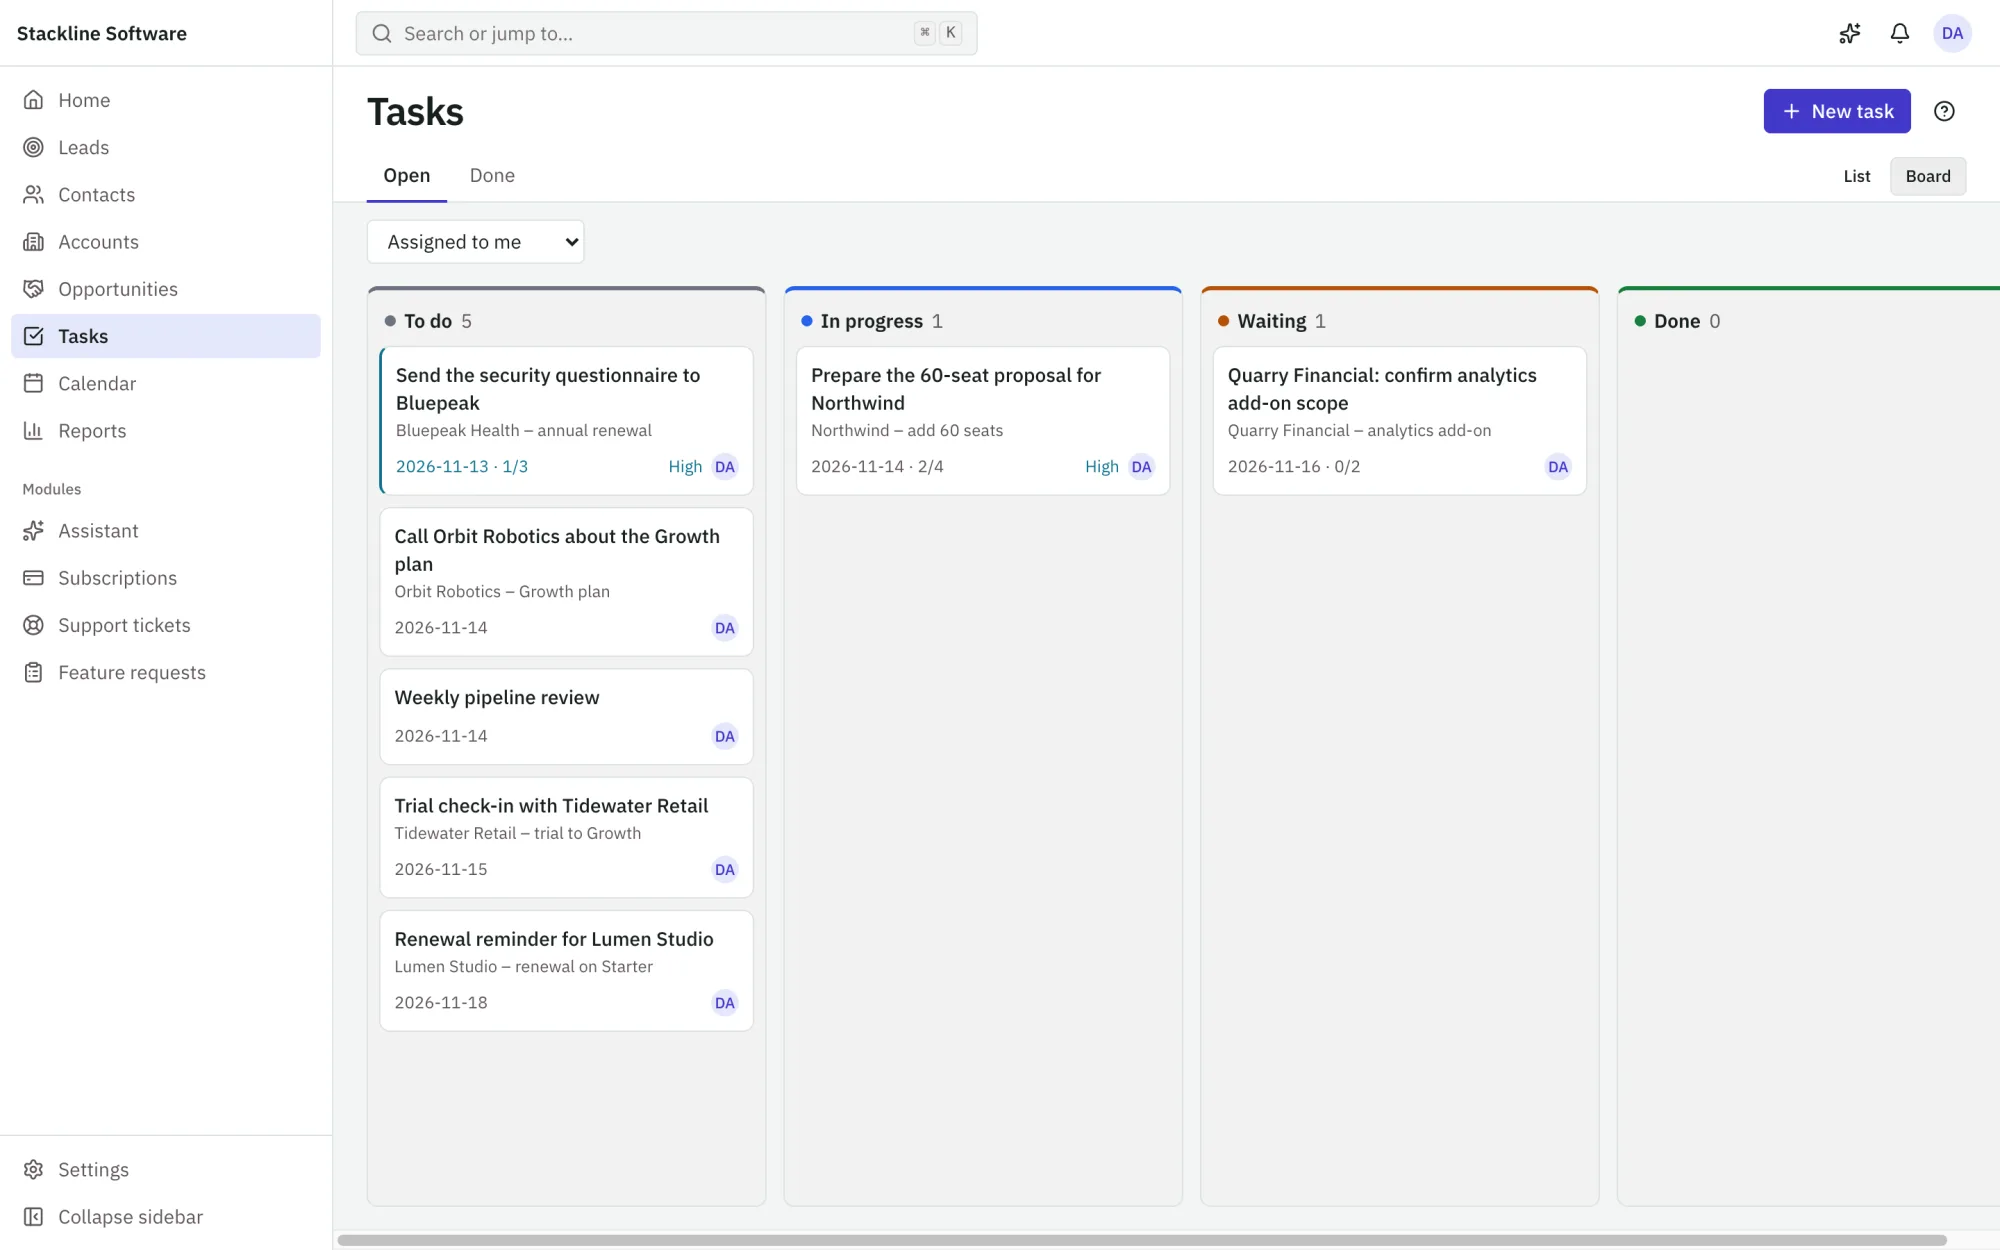 Stackline Software
Search or jump to...
⌘ K
DA
Home
Leads
Contacts
Accounts
Opportunities
Tasks
Calendar
Reports
Modules
Assistant
Subscriptions
Support tickets
Feature requests
Settings
Collapse sidebar
Tasks
New task
Open
Done
List
Board
Assigned to me
To do 5
Send the security questionnaire to
Bluepeak
Bluepeak Health – annual renewal
2026-11-13 · 1/3
High
DA
Call Orbit Robotics about the Growth
plan
Orbit Robotics – Growth plan
2026-11-14
DA
Weekly pipeline review
2026-11-14
DA
Trial check-in with Tidewater Retail
Tidewater Retail – trial to Growth
2026-11-15
DA
Renewal reminder for Lumen Studio
Lumen Studio – renewal on Starter
2026-11-18
DA
In progress 1
Prepare the 60-seat proposal for
Northwind
Northwind – add 60 seats
2026-11-14 · 2/4
High
DA
Waiting 1
Quarry Financial: confirm analytics
add-on scope
Quarry Financial – analytics add-on
2026-11-16 · 0/2
DA
Done 0